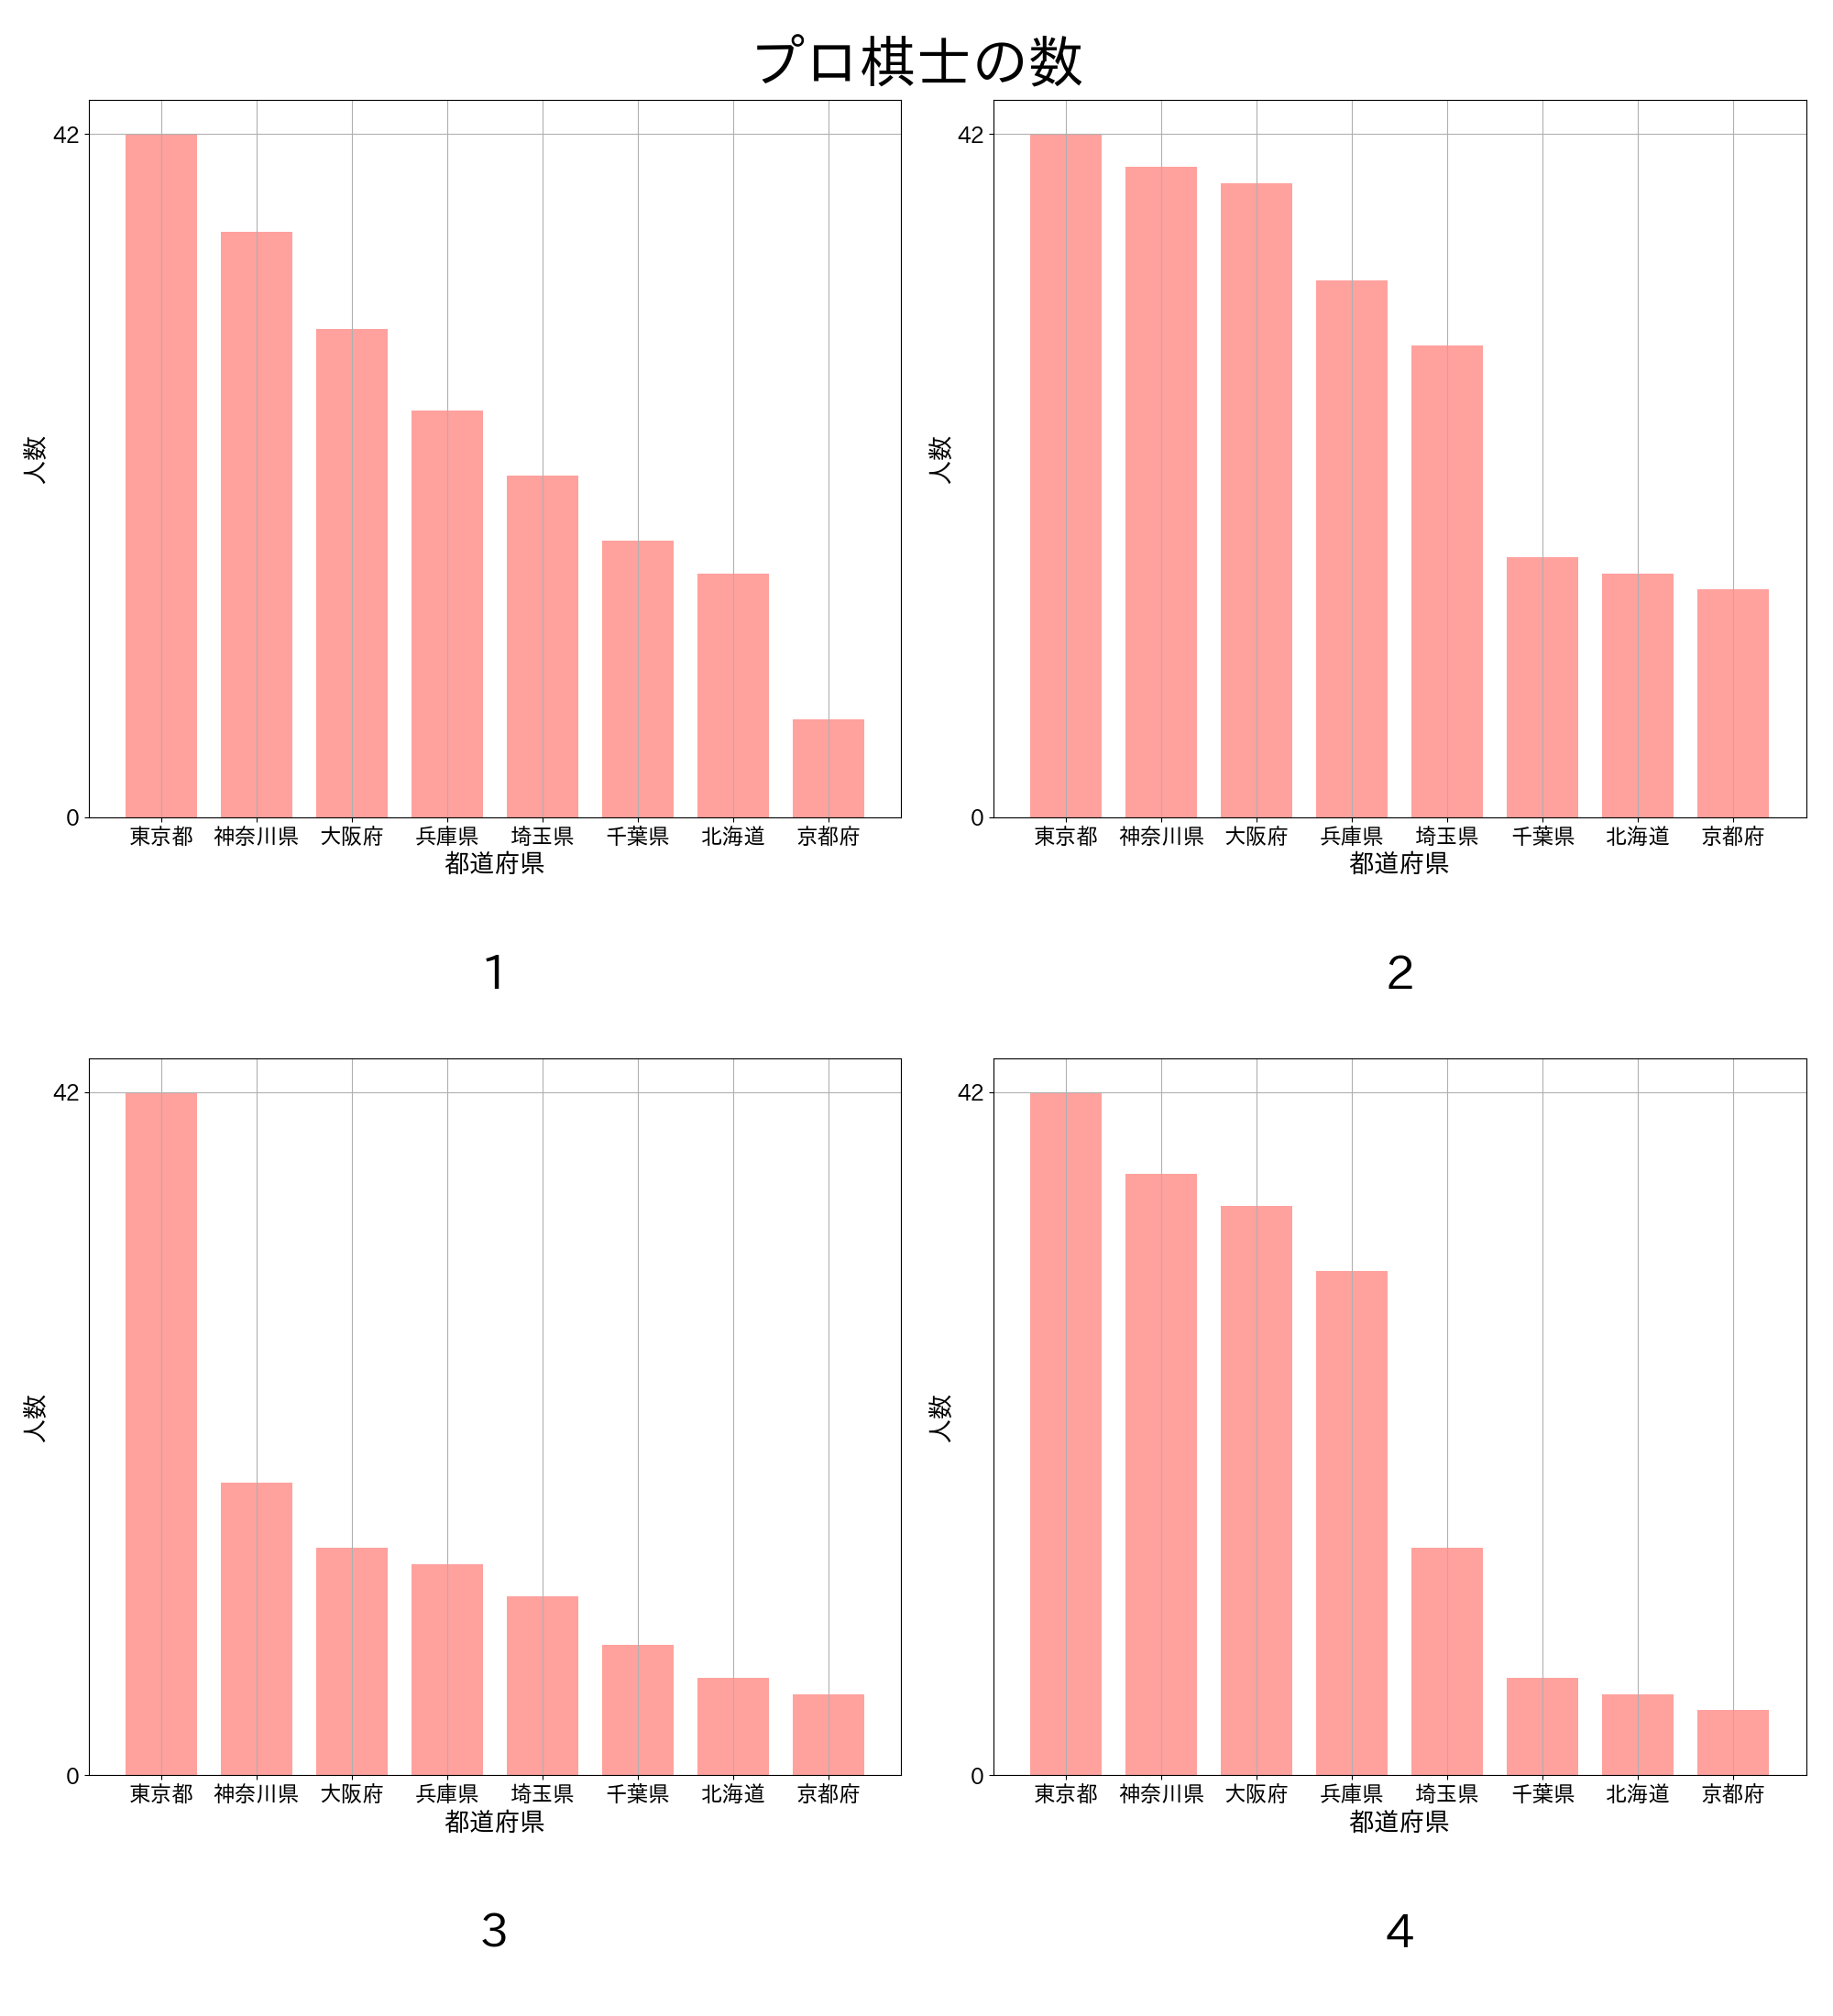 プロ棋士の数
42
0
人数
東京都 神奈川県 大阪府 兵庫県 埼玉県 千葉県 北海道 京都府
都道府県
1
42
0
人数
東京都 神奈川県 大阪府 兵庫県 埼玉県 千葉県 北海道 京都府
都道府県
2
42
0
人数
東京都 神奈川県 大阪府 兵庫県 埼玉県 千葉県 北海道 京都府
都道府県
3
42
0
人数
東京都 神奈川県 大阪府 兵庫県 埼玉県 千葉県 北海道 京都府
都道府県
4